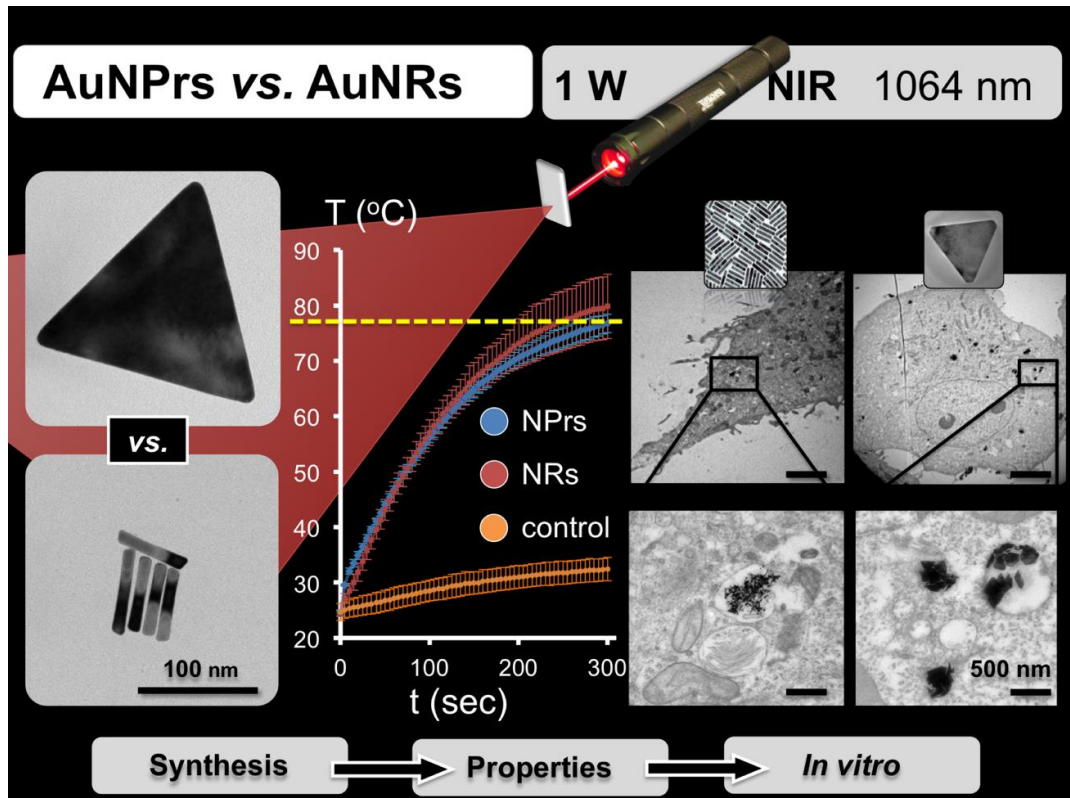 AuNPrs vs. AuNRs
1 W NIR 1064 nm
T (°C)
90
80
70
60
50
40
30
20
0 100 200 300
t (sec)
NPrs
NRs
control
vs.
100 nm
500 nm
Synthesis
Properties
In vitro